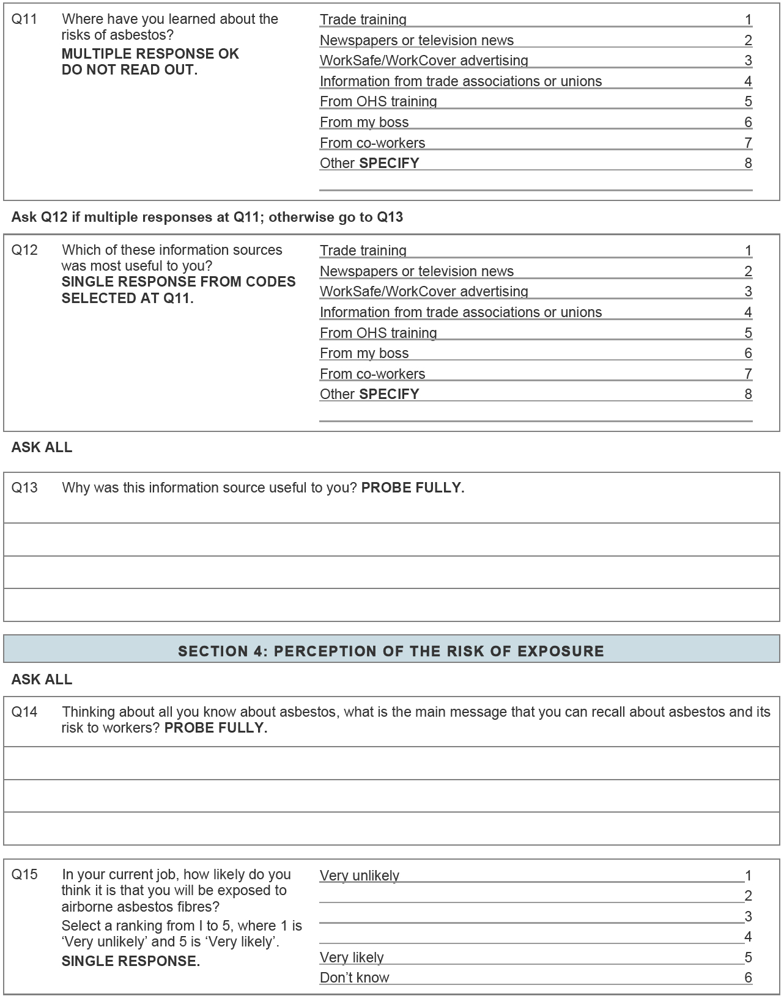 Q11 Where have you learned about the
risks of asbestos?
MULTIPLE RESPONSE OK
DO NOT READ OUT.
Trade training 1
Newspapers or television news 2
WorkSafe/WorkCover advertising 3
Information from trade associations or unions 4
From OHS training 5
From my boss 6
From co-workers 7
Other SPECIFY 8
Ask Q12 if multiple responses at Q11; otherwise go to Q13
Q12 Which of these information sources
was most useful to you?
SINGLE RESPONSE FROM CODES
SELECTED AT Q11.
Trade training 1
Newspapers or television news 2
WorkSafe/WorkCover advertising 3
Information from trade associations or unions 4
From OHS training 5
From my boss 6
From co-workers 7
Other SPECIFY 8
ASK ALL
Q13 Why was this information source useful to you? PROBE FULLY.
SECTION 4: PERCEPTION OF THE RISK OF EXPOSURE
ASK ALL
Q14 Thinking about all you know about asbestos, what is the main message that you can recall about asbestos and its
risk to workers? PROBE FULLY.
Q15 In your current job, how likely do you
think it is that you will be exposed to
airborne asbestos fibres?
Select a ranking from I to 5, where 1 is
‘Very unlikely’ and 5 is ‘Very likely’.
SINGLE RESPONSE.
Very unlikely 1
2
3
4
Very likely 5
Don’t know 6